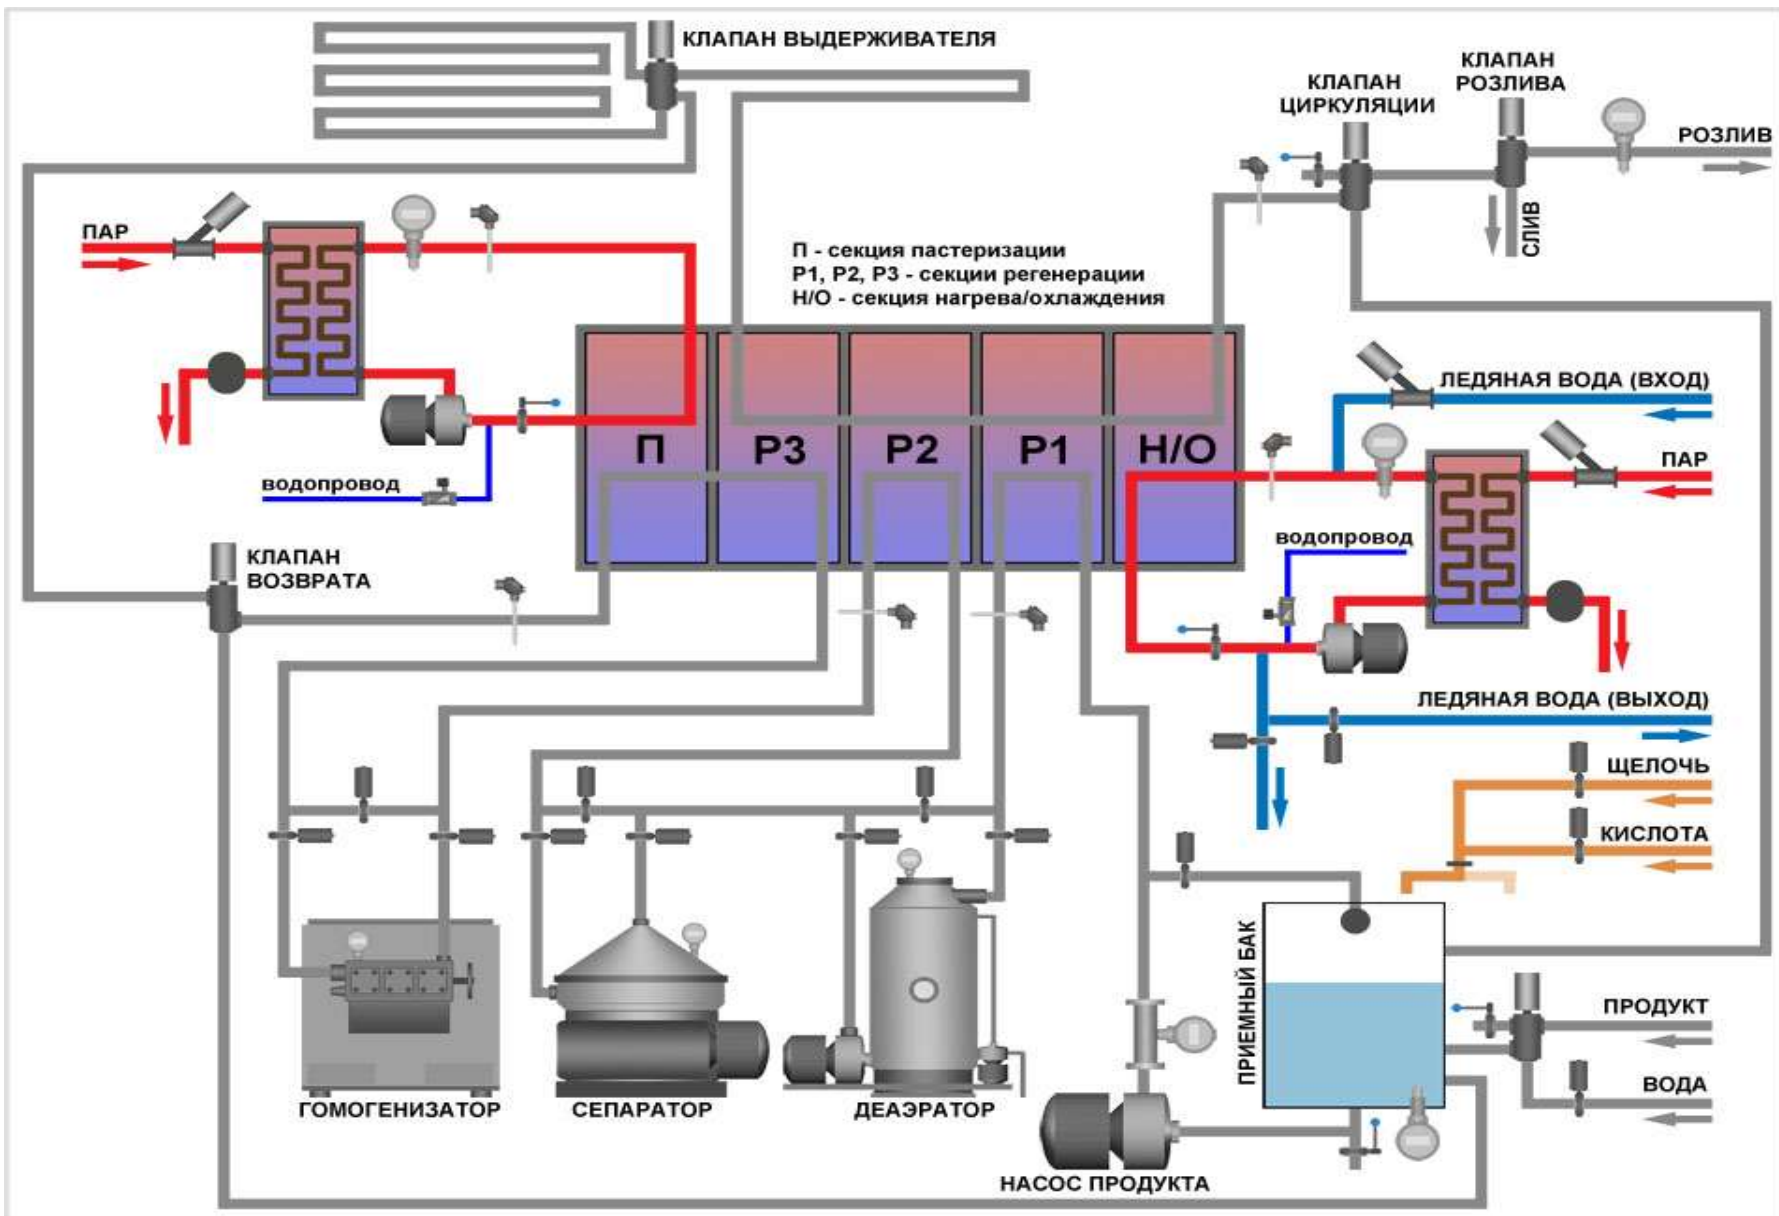 КЛАПАН ВЫДЕРЖИВАТЕЛЯ
КЛАПАН
РОЗЛИВА
КЛАПАН
ЦИРКУЛЯЦИИ
РОЗЛИВ
СЛИВ
ПАР
П - секция пастеризации
Р1, Р2, Р3 - секции регенерации
Н/О - секция нагрева/охлаждения
ЛЕДЯНАЯ ВОДА (ВХОД)
П
Р3
Р2
Р1
Н/О
ПАР
водопровод
водопровод
КЛАПАН
ВОЗВРАТА
ЛЕДЯНАЯ ВОДА (ВЫХОД)
ЩЕЛОЧЬ
КИСЛОТА
ПРИЕМНЫЙ БАК
ПРОДУКТ
ВОДА
ГОМОГЕНИЗАТОР
СЕПАРАТОР
ДЕАЭРАТОР
НАСОС ПРОДУКТА